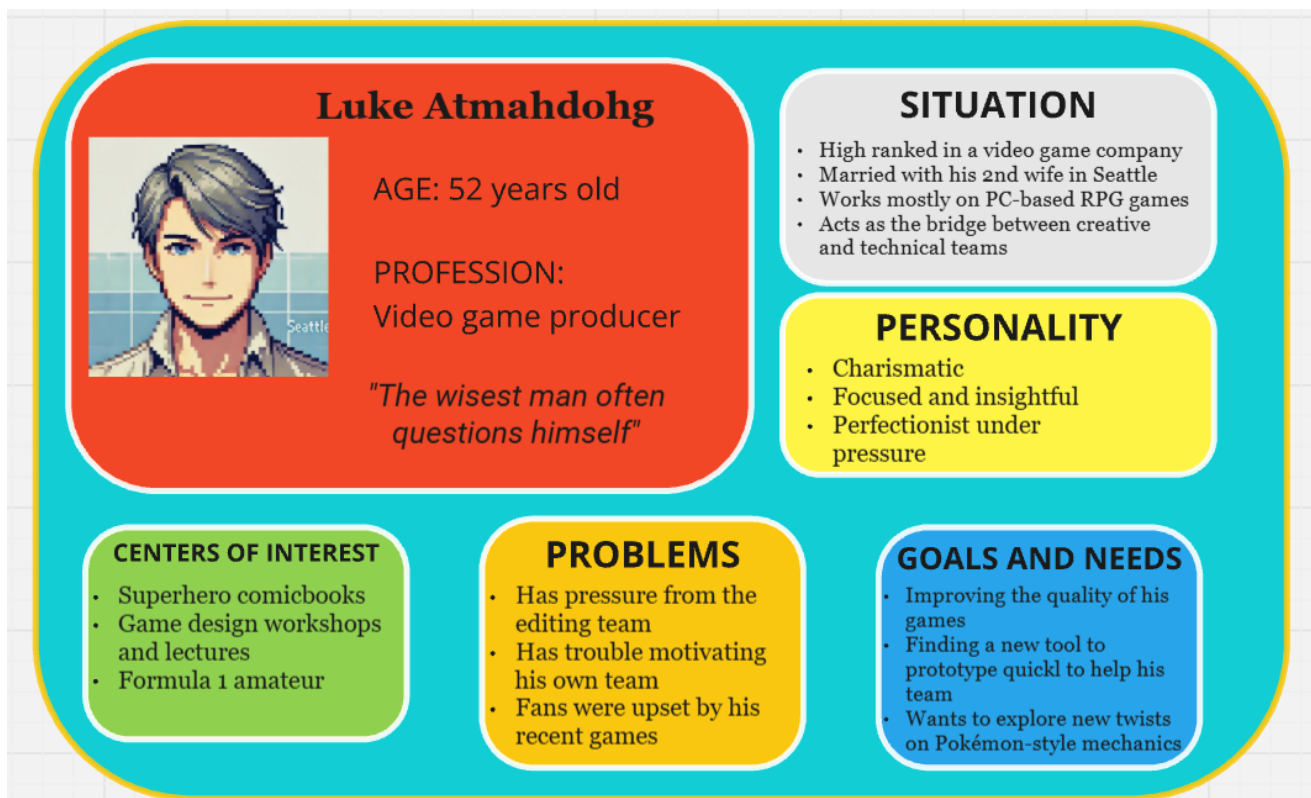 Luke Atmahdohg
Seattle
AGE: 52 years old
PROFESSION:
Video game producer
"The wisest man often
questions himself"
SITUATION
• High ranked in a video game company
• Married with his 2nd wife in Seattle
• Works mostly on PC-based RPG games
• Acts as the bridge between creative
and technical teams
PERSONALITY
• Charismatic
• Focused and insightful
• Perfectionist under
pressure
CENTERS OF INTEREST
• Superhero comicbooks
• Game design workshops
and lectures
• Formula 1 amateur
PROBLEMS
• Has pressure from the
editing team
• Has trouble motivating
his own team
• Fans were upset by his
recent games
GOALS AND NEEDS
• Improving the quality of his
games
• Finding a new tool to
prototype quickl to help his
team
• Wants to explore new twists
on Pokémon-style mechanics